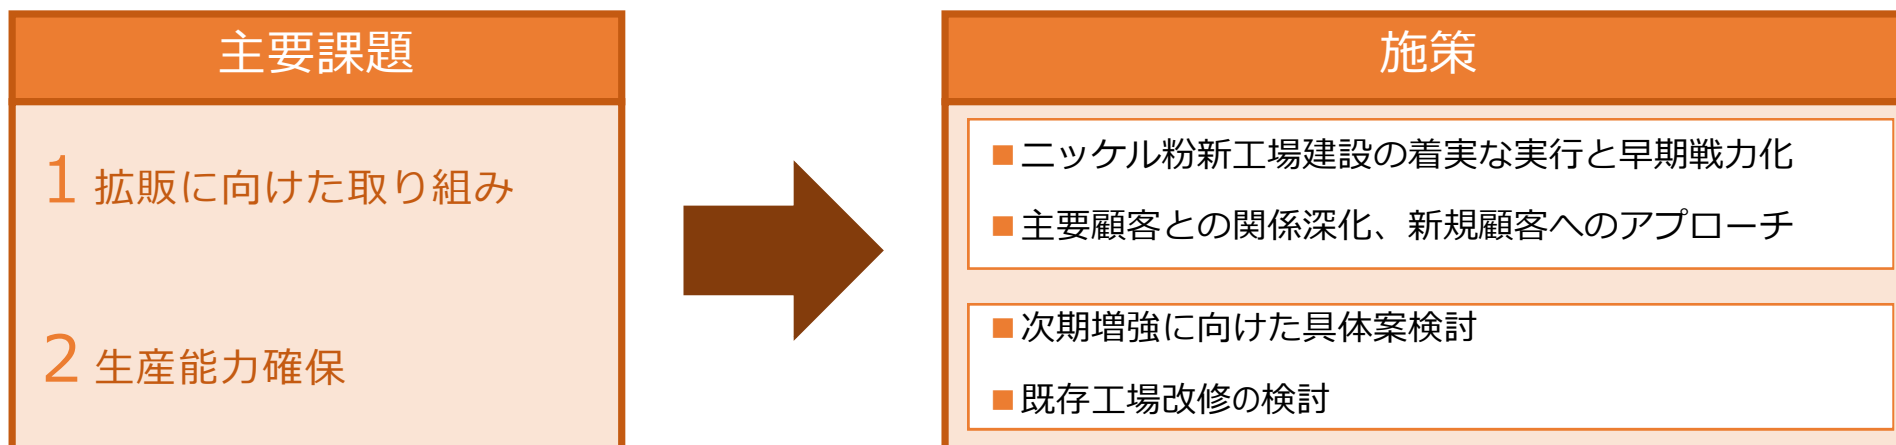 主要課題
1 拡販に向けた取り組み
2 生産能力確保
施策
■ニッケル粉新工場建設の着実な実行と早期戦力化
■主要顧客との関係深化、新規顧客へのアプローチ
■次期増強に向けた具体案検討
■既存工場改修の検討